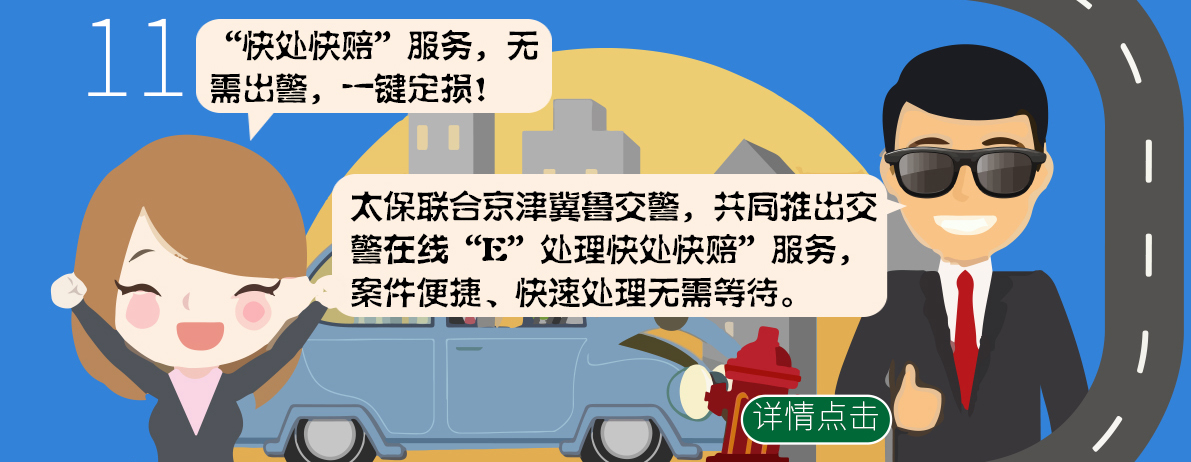 11
“快处快赔”服务，无
需出警，一键定损！
太保联合京津冀鲁交警，共同推出交
警在线“E”处理快处快赔”服务，
案件便捷、快速处理无需等待。
详情点击